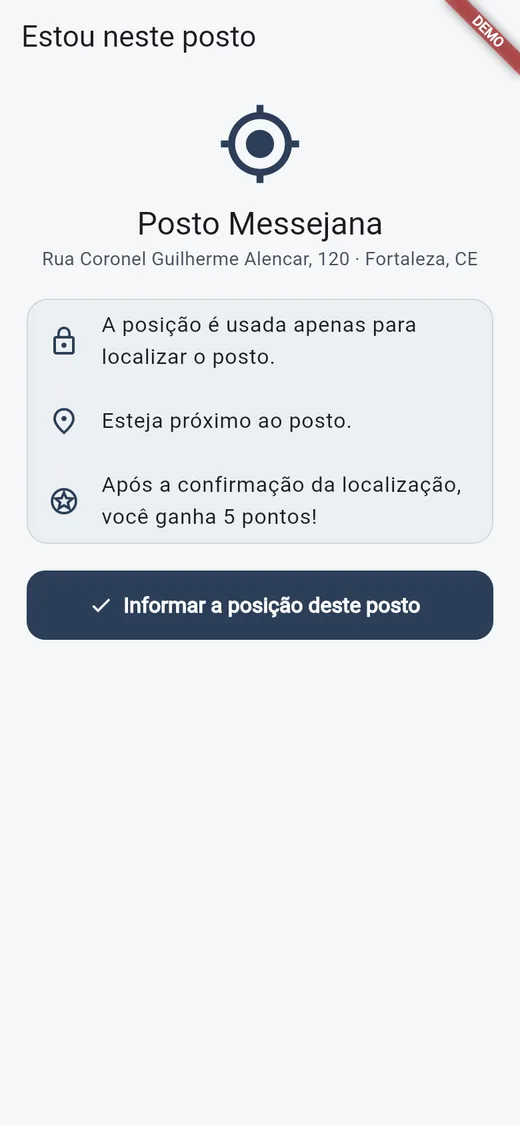 Estou neste posto
DEMO
Posto Messejana
Rua Coronel Guilherme Alencar, 120 · Fortaleza, CE
A posição é usada apenas para
localizar o posto.
Esteja próximo ao posto.
Após a confirmação da localização,
você ganha 5 pontos!
Informar a posição deste posto